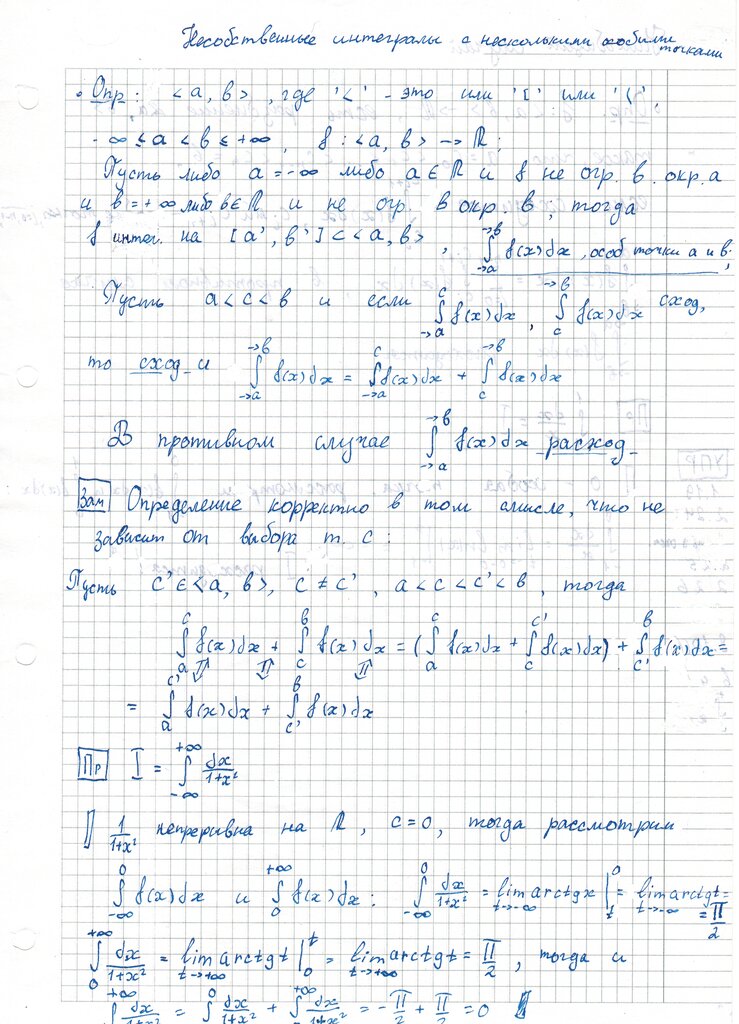 Несобственные интегралы с несколькими особыми точками
• Опр: <a, b>, где '<' - это или '[' или '(',
-∞ ≤ a < b ≤ +∞, f: <a, b> → ℝ;
Пусть либо a = -∞ либо a ∈ ℝ и f не огр. в. окр. a
и b = +∞ либо b ∈ ℝ и не огр. в окр. b, тогда
f интег. на [a', b'] ⊂ <a, b>, ∫_{→a}^{→b} f(x)dx, особ точки a и b.
Пусть a < c < b и если ∫_{→a}^{c} f(x)dx, ∫_{c}^{→b} f(x)dx сход,
то сход и ∫_{→a}^{→b} f(x)dx = ∫_{→a}^{c} f(x)dx + ∫_{c}^{→b} f(x)dx
В противном случае ∫_{→a}^{→b} f(x)dx расход
Зам Определение корректно в том смысле, что не
зависит от выбора т. c:
Пусть c' ∈ <a, b>, c ≠ c', a < c < c' < b, тогда
∫_{a}^{c} f(x)dx + ∫_{c}^{b} f(x)dx = (∫_{a}^{c} f(x)dx + ∫_{c}^{c'} f(x)dx) + ∫_{c'}^{b} f(x)dx =
= ∫_{a}^{c'} f(x)dx + ∫_{c'}^{b} f(x)dx
Пр I = ∫_{-∞}^{+∞} dx/(1+x²)
1/(1+x²) непрерывна на ℝ, c = 0, тогда рассмотрим
∫_{-∞}^{0} f(x)dx и ∫_{0}^{+∞} f(x)dx: ∫_{-∞}^{0} dx/(1+x²) = lim_{t→-∞} arctgx |_{t}^{0} = lim_{t→-∞} arctgt = = π/2
∫_{0}^{+∞} dx/(1+x²) = lim_{t→+∞} arctgt |_{0}^{t} = lim_{t→+∞} arctgt = π/2, тогда и
∫^{+∞} dx/(1+x²) = ∫^{0} dx/(1+x²) + ∫^{+∞} dx/(1+x²) = -π/2 + π/2 = 0